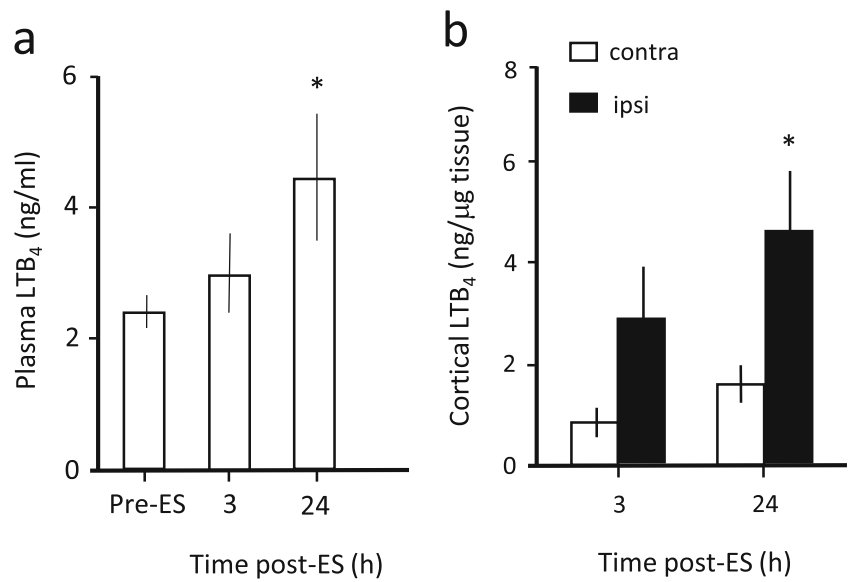 a
6
4
2
0
Plasma LTB4 (ng/ml)
*
Pre-ES 3 24
Time post-ES (h)
b
contra
ipsi
8
6
4
2
0
Cortical LTB4 (ng/µg tissue)
*
3 24
Time post-ES (h)